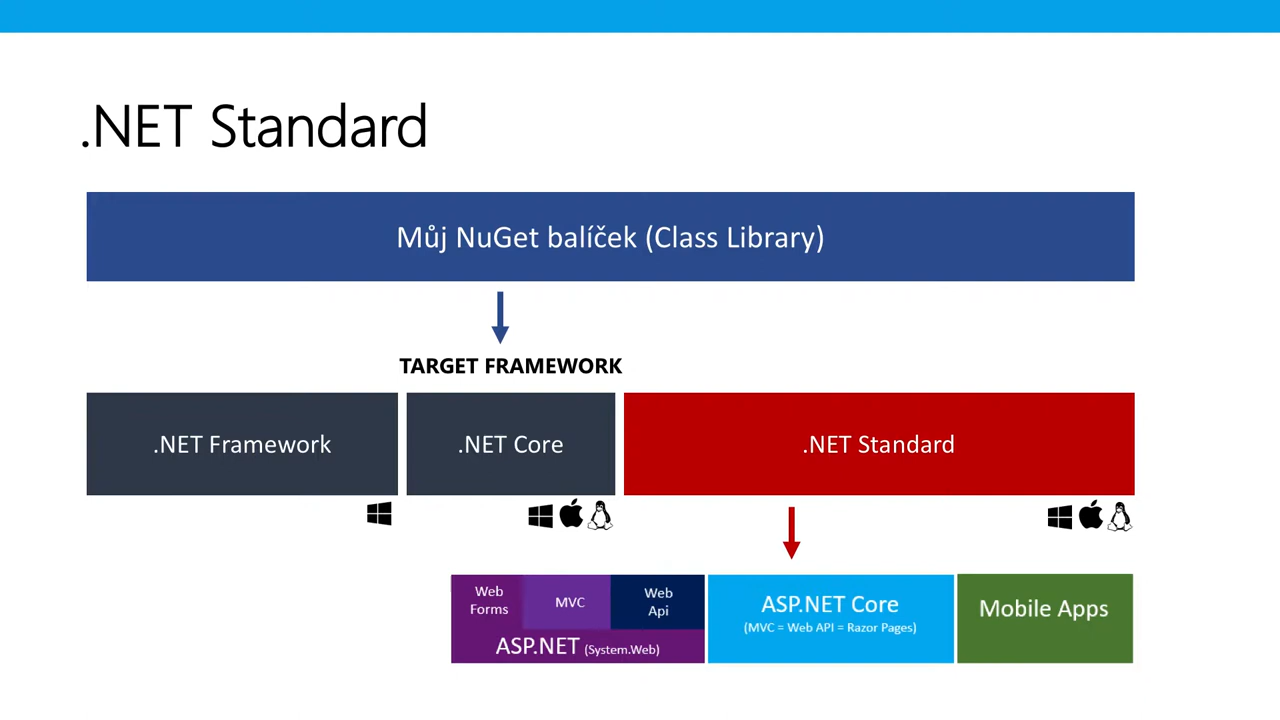 .NET Standard
Můj NuGet balíček (Class Library)
TARGET FRAMEWORK
.NET Framework
.NET Core
.NET Standard
Web
Forms
MVC
Web
Api
ASP.NET (System.Web)
ASP.NET Core
(MVC = Web API = Razor Pages)
Mobile Apps